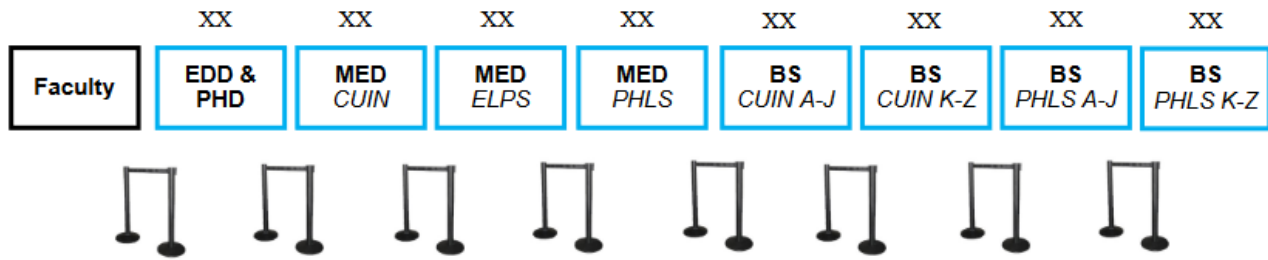 XX XX XX XX XX XX XX XX
Faculty
EDD &
PHD
MED
CUIN
MED
ELPS
MED
PHLS
BS
CUIN A-J
BS
CUIN K-Z
BS
PHLS A-J
BS
PHLS K-Z